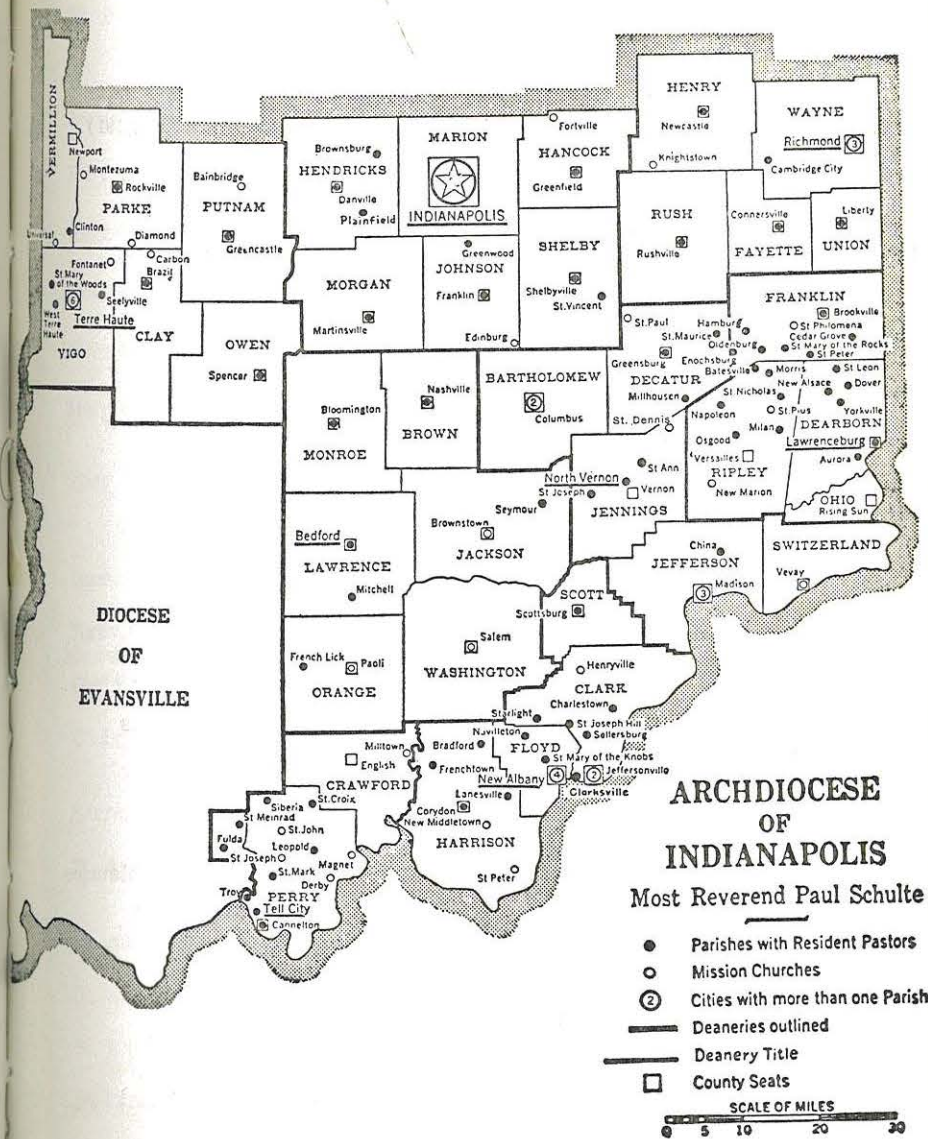 VERMILLION
Newport
Montezuma
Rockville
PARKE
Clinton
Universal
Diamond
Bainbridge
PUTNAM
Greencastle
Brownsburg
HENDRICKS
Danville
Plainfield
MARION
INDIANAPOLIS
Fortville
HANCOCK
Greenfield
HENRY
Newcastle
Knightstown
WAYNE
Richmond
3
Cambridge City
Fontanet
Carbon
Brazil
St Mary
of the Woods
Seelyville
6
West
Terre
Haute
Terre Haute
VIGO
CLAY
OWEN
Spencer
MORGAN
Martinsville
Greenwood
JOHNSON
Franklin
Edinburg
SHELBY
Shelbyville
St.Vincent
RUSH
Rushville
Connersville
FAYETTE
Liberty
UNION
FRANKLIN
Brookville
St Philomena
Cedar Grove
St Mary of the Rocks
St Peter
Hamburg
Oldenburg
Enochsburg
Batesville
St.Paul
St.Maurice
Greensburg
DECATUR
Millhousen
St. Dennis
Morris
St Leon
St Nicholas
New Alsace
Dover
Napoleon
St Pius
Yorkville
Milan
DEARBORN
Osgood
Lawrenceburg
Versailles
Aurora
RIPLEY
New Marion
OHIO
Rising Sun
Bloomington
MONROE
Nashville
BROWN
BARTHOLOMEW
2
Columbus
North Vernon
St Ann
St Joseph
Vernon
JENNINGS
Seymour
Brownstown
JACKSON
Bedford
LAWRENCE
Mitchell
China
JEFFERSON
3
Madison
SWITZERLAND
Vevay
SCOTT
Scottsburg
DIOCESE
OF
EVANSVILLE
French Lick
Paoli
ORANGE
Salem
WASHINGTON
Henryville
CLARK
Charlestown
Starlight
St Joseph Hill
Sellersburg
Navilleton
FLOYD
St Mary of the Knobs
New Albany
4
2
Jeffersonville
Clarksville
Bradford
Frenchtown
Lanesville
Corydon
New Middletown
HARRISON
St Peter
Milltown
English
CRAWFORD
Siberia
St.Croix
St Meinrad
St.John
Fulda
Leopold
St Joseph
Magnet
St.Mark
Derby
PERRY
Troy
Tell City
Cannelton
ARCHDIOCESE
OF
INDIANAPOLIS
Most Reverend Paul Schulte
Parishes with Resident Pastors
Mission Churches
2 Cities with more than one Parish
Deaneries outlined
Deanery Title
County Seats
SCALE OF MILES
0 5 10 20 30